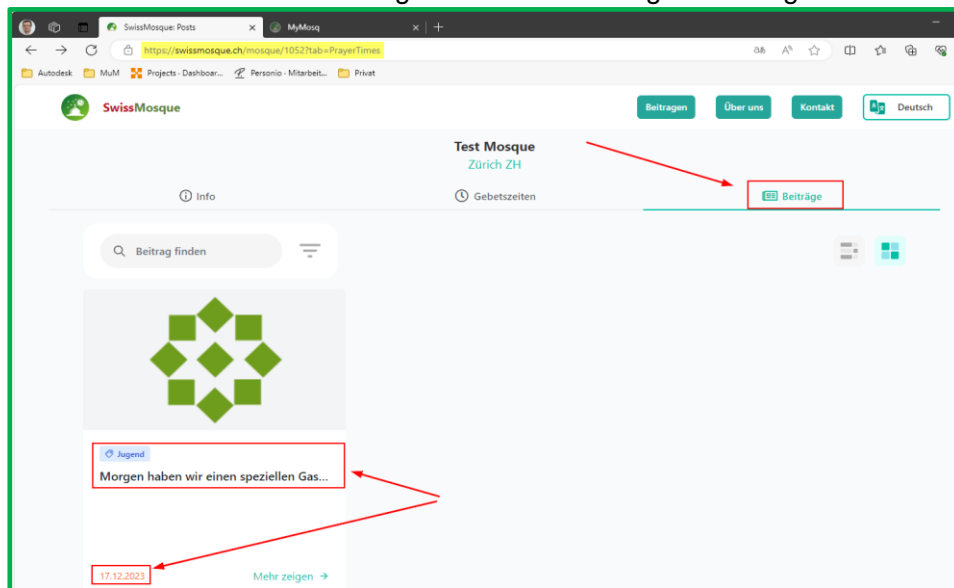 SwissMosque: Posts
MyMosq
https://swissmosque.ch/mosque/1052?tab=PrayerTimes
Autodesk MuM Projects - Dashboar... Personio - Mitarbeit... Privat
SwissMosque Beitragen Über uns Kontakt Deutsch
Test Mosque
Zürich ZH
Info Gebetszeiten Beiträge
Beitrag finden
Jugend
Morgen haben wir einen speziellen Gas...
17.12.2023 Mehr zeigen →